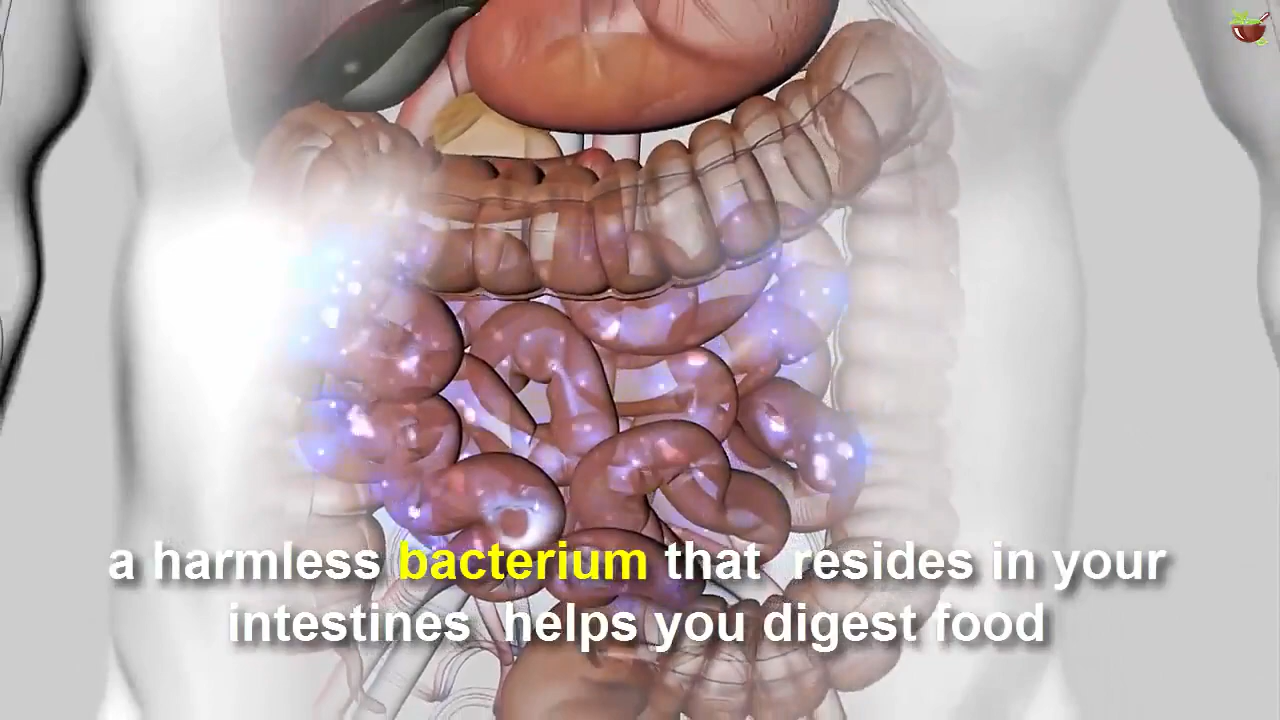 a harmless bacterium that resides in your
intestines helps you digest food